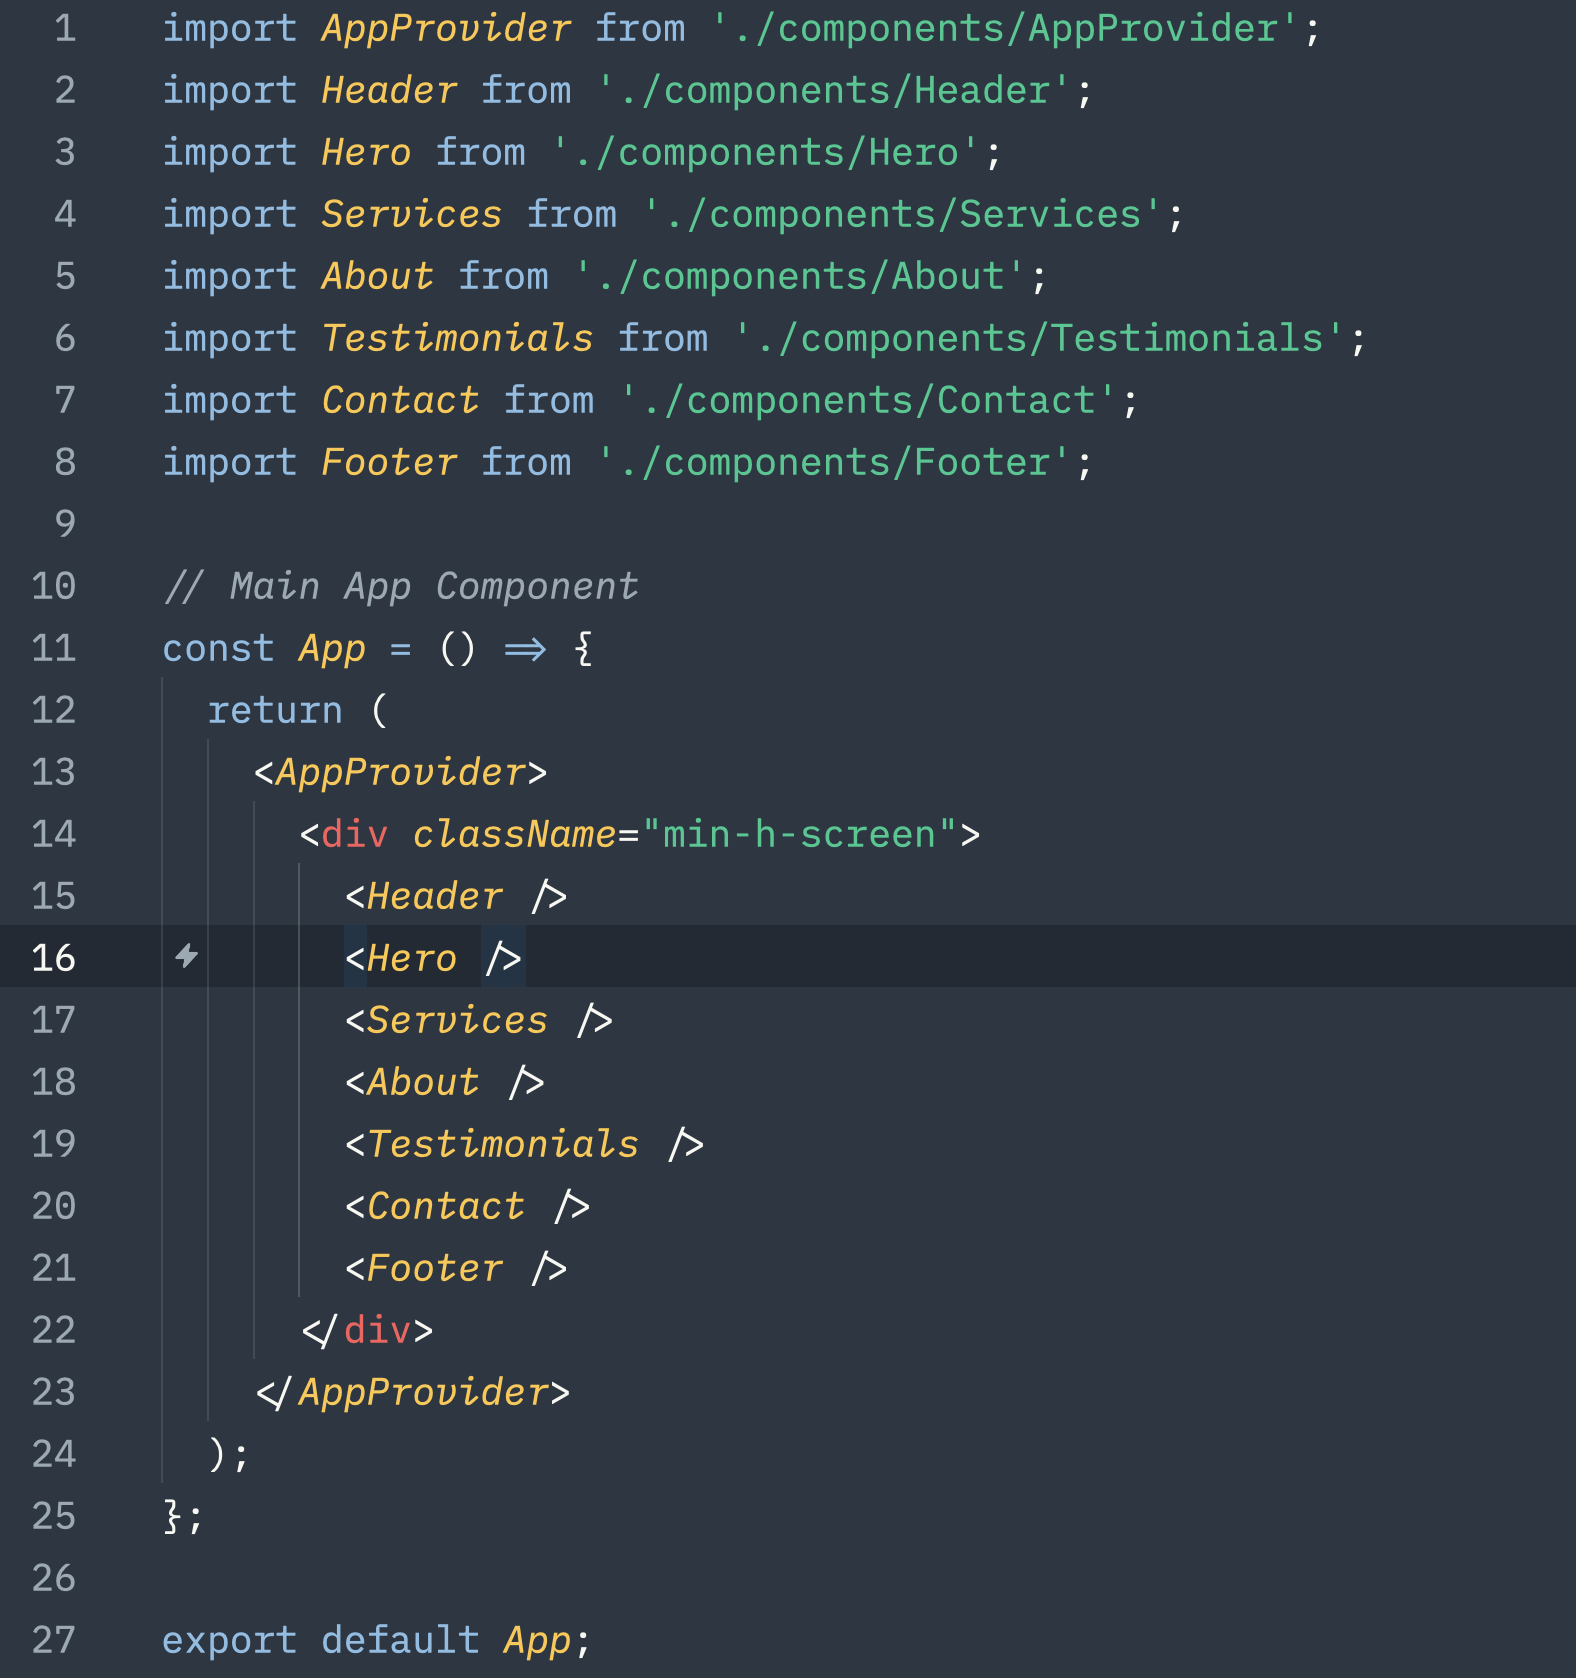 1 import AppProvider from './components/AppProvider';
2 import Header from './components/Header';
3 import Hero from './components/Hero';
4 import Services from './components/Services';
5 import About from './components/About';
6 import Testimonials from './components/Testimonials';
7 import Contact from './components/Contact';
8 import Footer from './components/Footer';
9
10 // Main App Component
11 const App = () => {
12   return (
13     <AppProvider>
14       <div className="min-h-screen">
15         <Header />
16         <Hero />
17         <Services />
18         <About />
19         <Testimonials />
20         <Contact />
21         <Footer />
22       </div>
23     </AppProvider>
24   );
25 };
26
27 export default App;